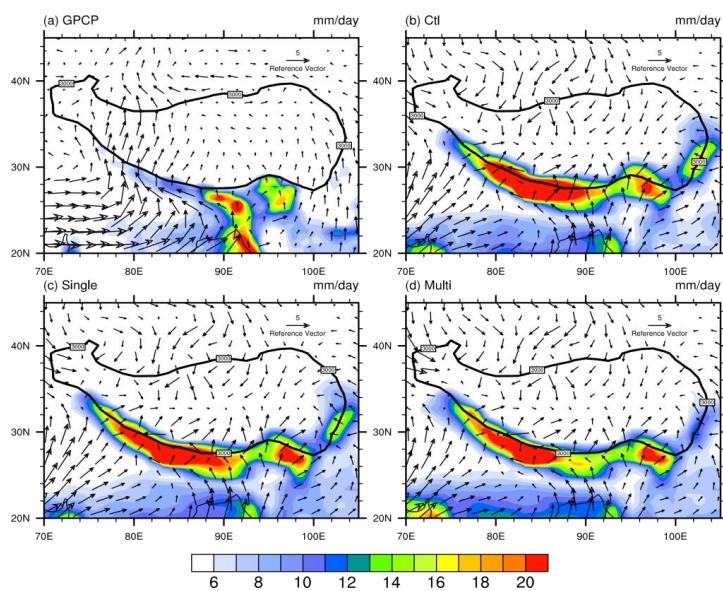 (a) GPCP mm/day
5
Reference Vector
40N
3000
3000
3000
30N
20N
70E 80E 90E 100E
(b) Ctl mm/day
5
Reference Vector
40N
3000
3000
3000
30N
20N
70E 80E 90E 100E
(c) Single mm/day
5
Reference Vector
40N
3000
3000
3000
3000
30N
20N
70E 80E 90E 100E
(d) Multi mm/day
5
Reference Vector
40N
3000
3000
3000
3000
30N
20N
70E 80E 90E 100E
6 8 10 12 14 16 18 20